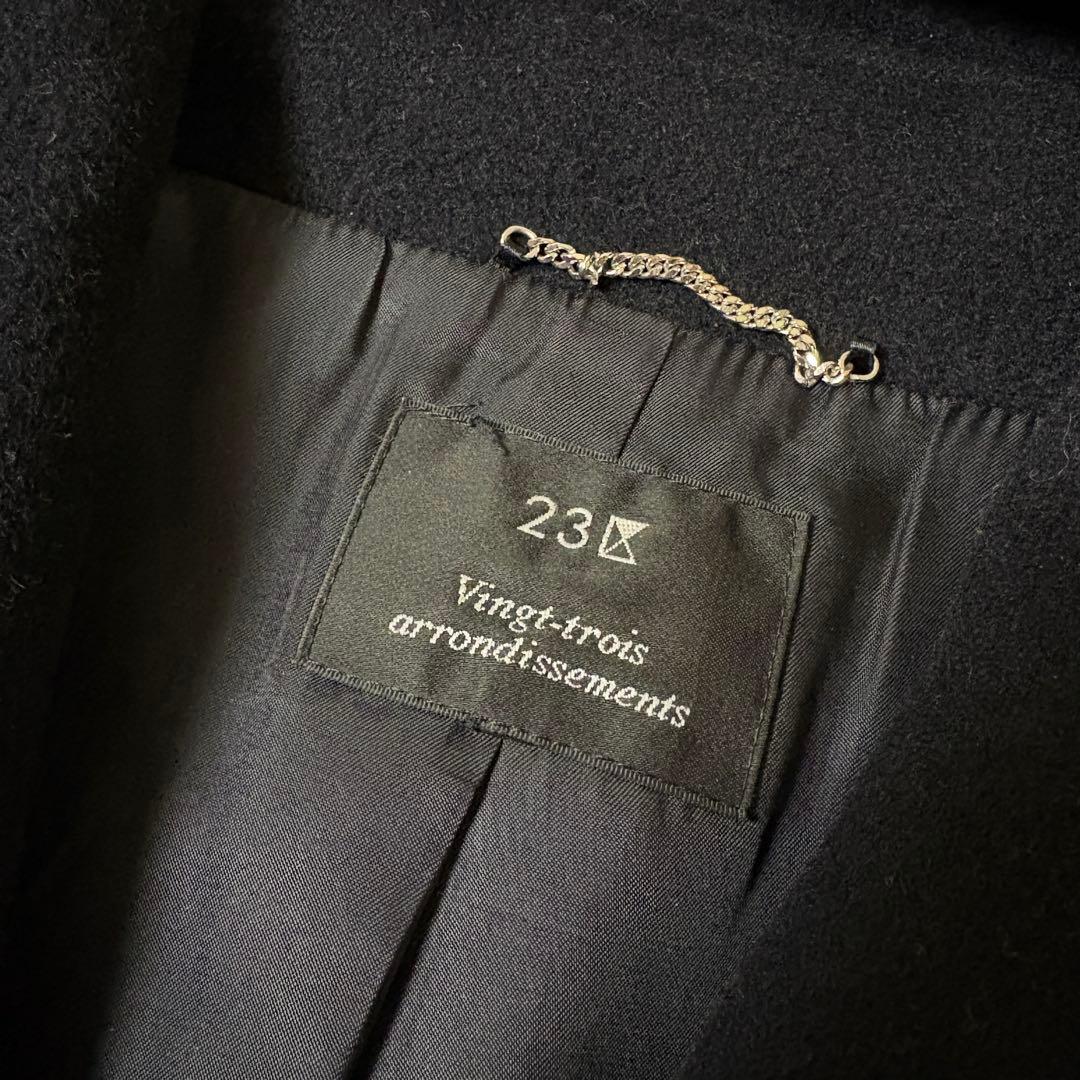 23区
Vingt-trois
arrondissements